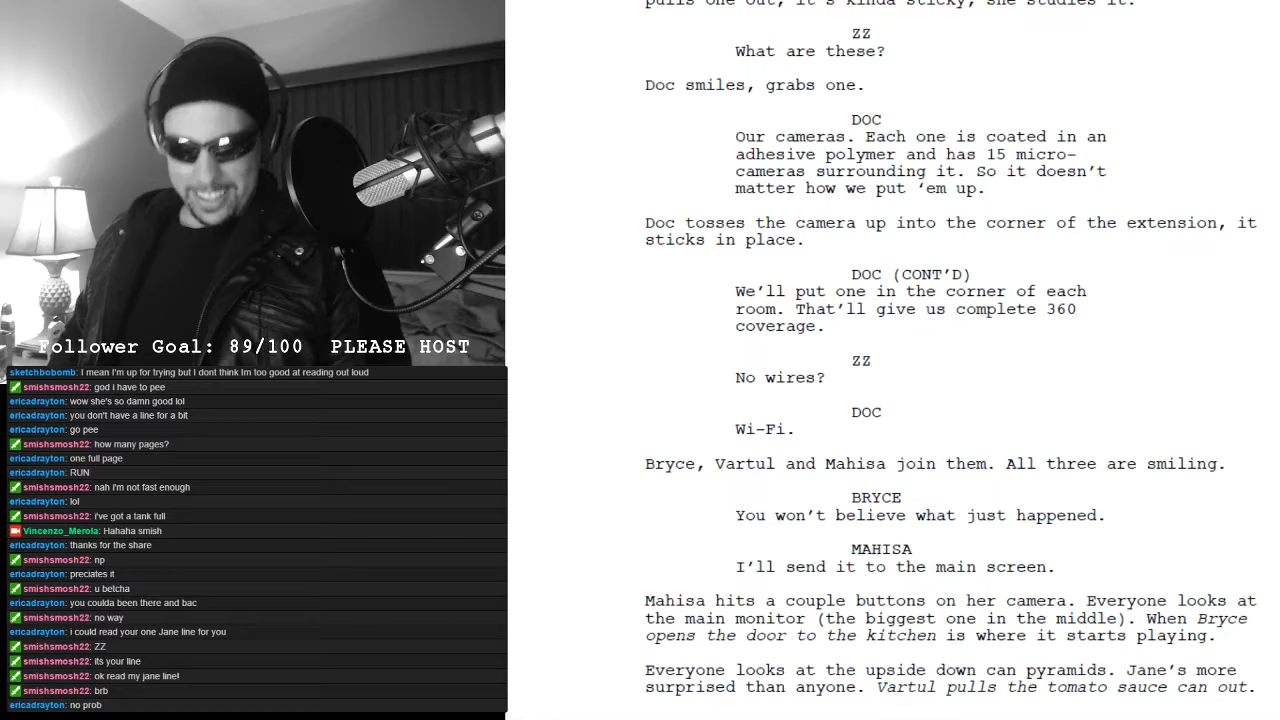 pulls one out, it's kinda sticky, she studies it.
ZZ
What are these?
Doc smiles, grabs one.
DOC
Our cameras. Each one is coated in an
adhesive polymer and has 15 micro-
cameras surrounding it. So it doesn't
matter how we put 'em up.
Doc tosses the camera up into the corner of the extension, it
sticks in place.
DOC (CONT'D)
We'll put one in the corner of each
room. That'll give us complete 360
coverage.
ZZ
No wires?
DOC
Wi-Fi.
Bryce, Vartul and Mahisa join them. All three are smiling.
BRYCE
You won't believe what just happened.
MAHISA
I'll send it to the main screen.
Mahisa hits a couple buttons on her camera. Everyone looks at
the main monitor (the biggest one in the middle). When Bryce
opens the door to the kitchen is where it starts playing.
Everyone looks at the upside down can pyramids. Jane's more
surprised than anyone. Vartul pulls the tomato sauce can out.
Follower Goal: 89/100 PLEASE HOST
sketchbobomb: I mean I'm up for trying but I dont think Im too good at reading out loud
smishsmosh22: god i have to pee
ericadrayton: wow she's so damn good lol
ericadrayton: you don't have a line for a bit
ericadrayton: go pee
smishsmosh22: how many pages?
ericadrayton: one full page
ericadrayton: RUN
smishsmosh22: nah I'm not fast enough
ericadrayton: lol
smishsmosh22: i've got a tank full
Vincenzo_Merola: Hahaha smish
ericadrayton: thanks for the share
smishsmosh22: np
ericadrayton: preciates it
smishsmosh22: u betcha
ericadrayton: you coulda been there and bac
smishsmosh22: no way
ericadrayton: i could read your one Jane line for you
smishsmosh22: ZZ
smishsmosh22: its your line
smishsmosh22: ok read my jane line!
smishsmosh22: brb
ericadrayton: no prob